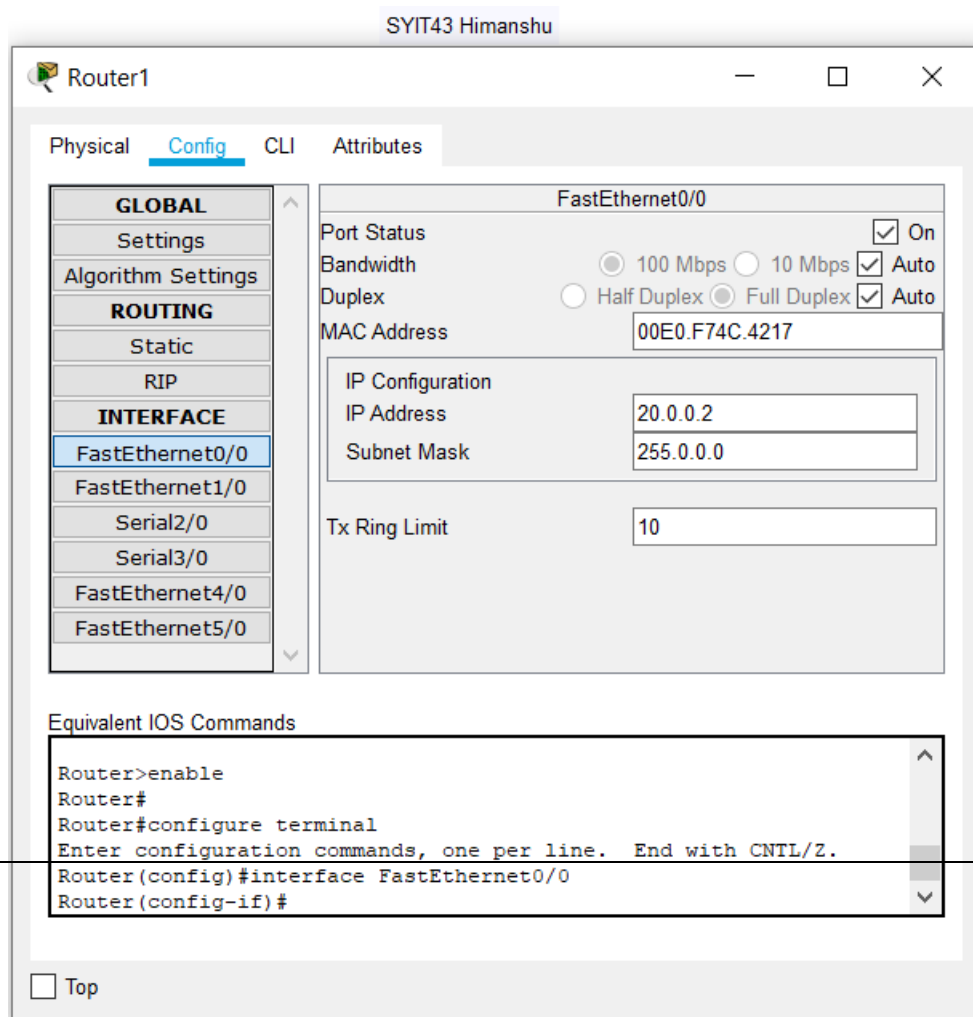 SYIT43 Himanshu
Router1
Physical Config CLI Attributes
GLOBAL
Settings
Algorithm Settings
ROUTING
Static
RIP
INTERFACE
FastEthernet0/0
FastEthernet1/0
Serial2/0
Serial3/0
FastEthernet4/0
FastEthernet5/0
FastEthernet0/0
Port Status On
Bandwidth 100 Mbps 10 Mbps Auto
Duplex Half Duplex Full Duplex Auto
MAC Address 00E0.F74C.4217
IP Configuration
IP Address 20.0.0.2
Subnet Mask 255.0.0.0
Tx Ring Limit 10
Equivalent IOS Commands
Router>enable
Router#
Router#configure terminal
Enter configuration commands, one per line. End with CNTL/Z.
Router(config)#interface FastEthernet0/0
Router(config-if)#
Top